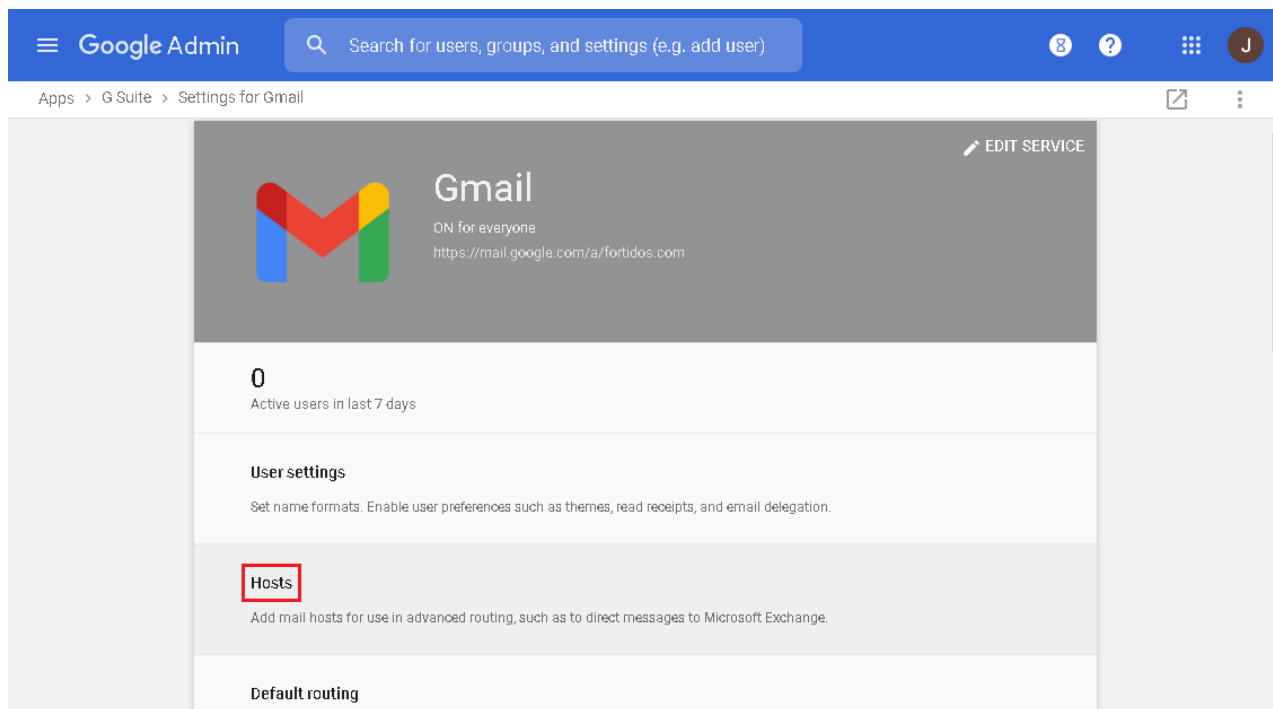 Google Admin
Search for users, groups, and settings (e.g. add user)
8
?
J
Apps > G Suite > Settings for Gmail
EDIT SERVICE
Gmail
ON for everyone
https://mail.google.com/a/fortidos.com
0
Active users in last 7 days
User settings
Set name formats. Enable user preferences such as themes, read receipts, and email delegation.
Hosts
Add mail hosts for use in advanced routing, such as to direct messages to Microsoft Exchange.
Default routing